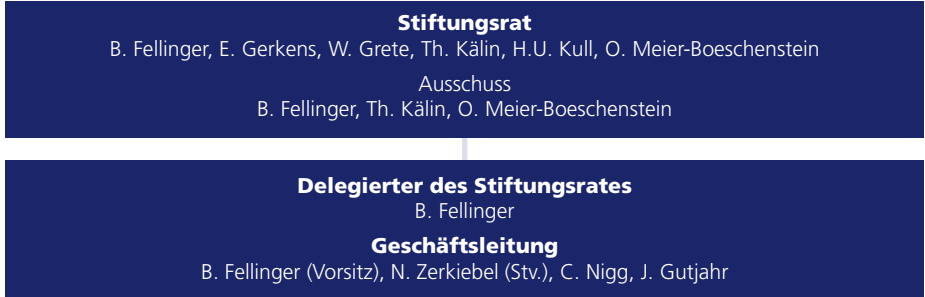 Stiftungsrat
B. Fellinger, E. Gerkens, W. Grete, Th. Kälin, H.U. Kull, O. Meier-Boeschenstein
Ausschuss
B. Fellinger, Th. Kälin, O. Meier-Boeschenstein
Delegierter des Stiftungsrates
B. Fellinger
Geschäftsleitung
B. Fellinger (Vorsitz), N. Zerkiebel (Stv.), C. Nigg, J. Gutjahr